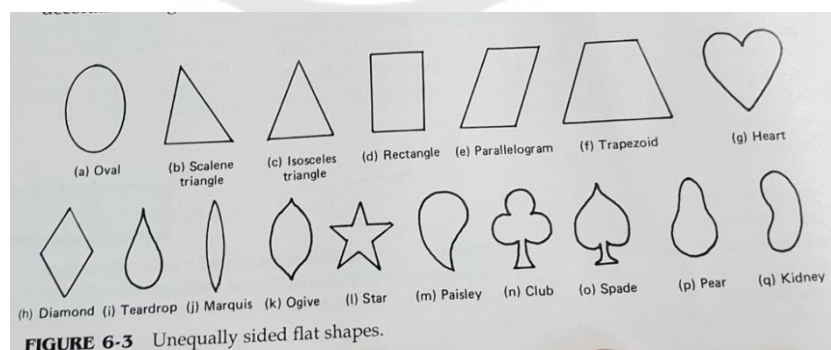 (a) Oval
(b) Scalene
triangle
(c) Isosceles
triangle
(d) Rectangle
(e) Parallelogram
(f) Trapezoid
(g) Heart
(h) Diamond (i) Teardrop (j) Marquis (k) Ogive (l) Star (m) Paisley (n) Club (o) Spade (p) Pear (q) Kidney
FIGURE 6-3 Unequally sided flat shapes.